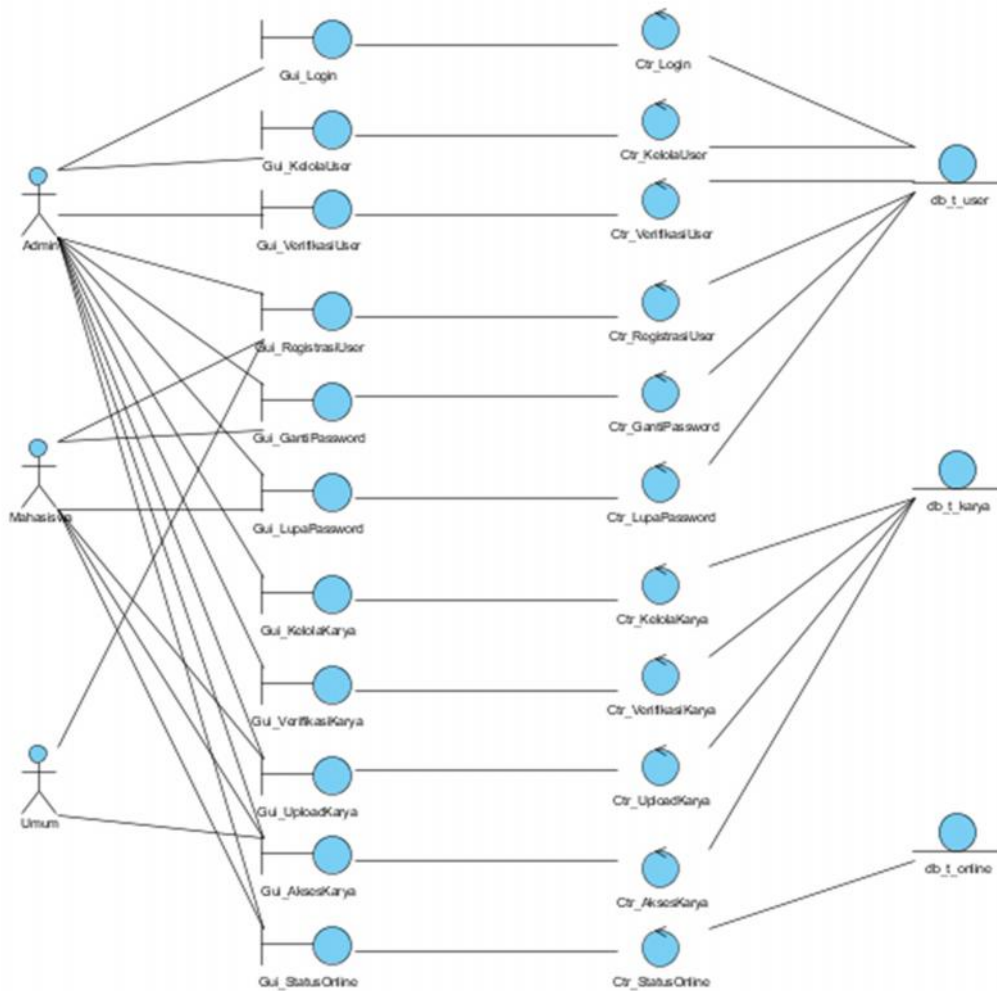 Gui_Login
Ctr_Login
Gui_KelolaUser
Ctr_KelolaUser
db_t_user
Admin
Gui_VerifikasiUser
Ctr_VerifikasiUser
Gui_RegistrasiUser
Ctr_RegistrasiUser
Gui_GantiPassword
Ctr_GantiPassword
Mahasiswa
Gui_LupaPassword
Ctr_LupaPassword
db_t_karya
Gui_KelolaKarya
Ctr_KelolaKarya
Gui_VerifikasiKarya
Ctr_VerifikasiKarya
Umum
Gui_UploadKarya
Ctr_UploadKarya
db_t_online
Gui_AksesKarya
Ctr_AksesKarya
Gui_StatusOnline
Ctr_StatusOnline